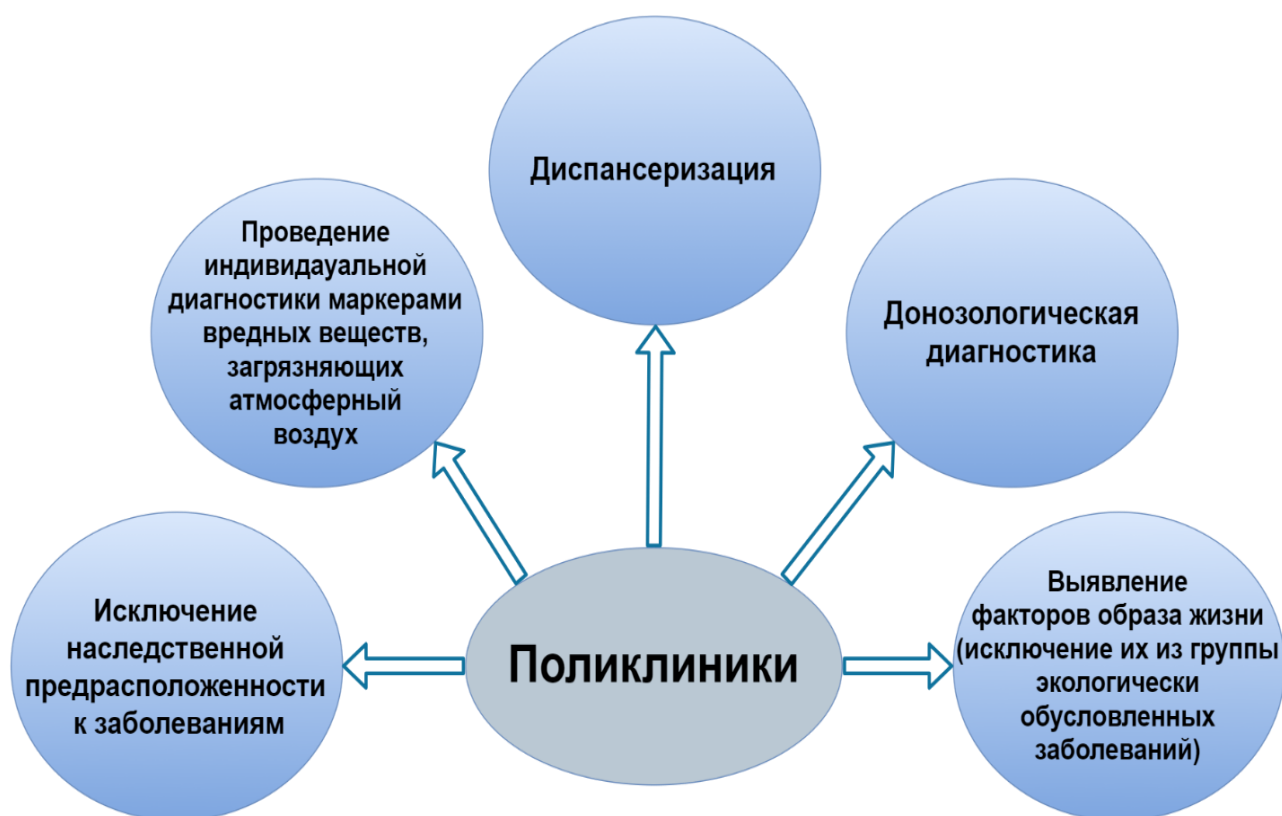 Диспансеризация
Проведение
индивидауальной
диагностики маркерами
вредных веществ,
загрязняющих
атмосферный
воздух
Донозологическая
диагностика
Исключение
наследственной
предрасположенности
к заболеваниям
Поликлиники
Выявление
факторов образа жизни
(исключение их из группы
экологически
обусловленных
заболеваний)